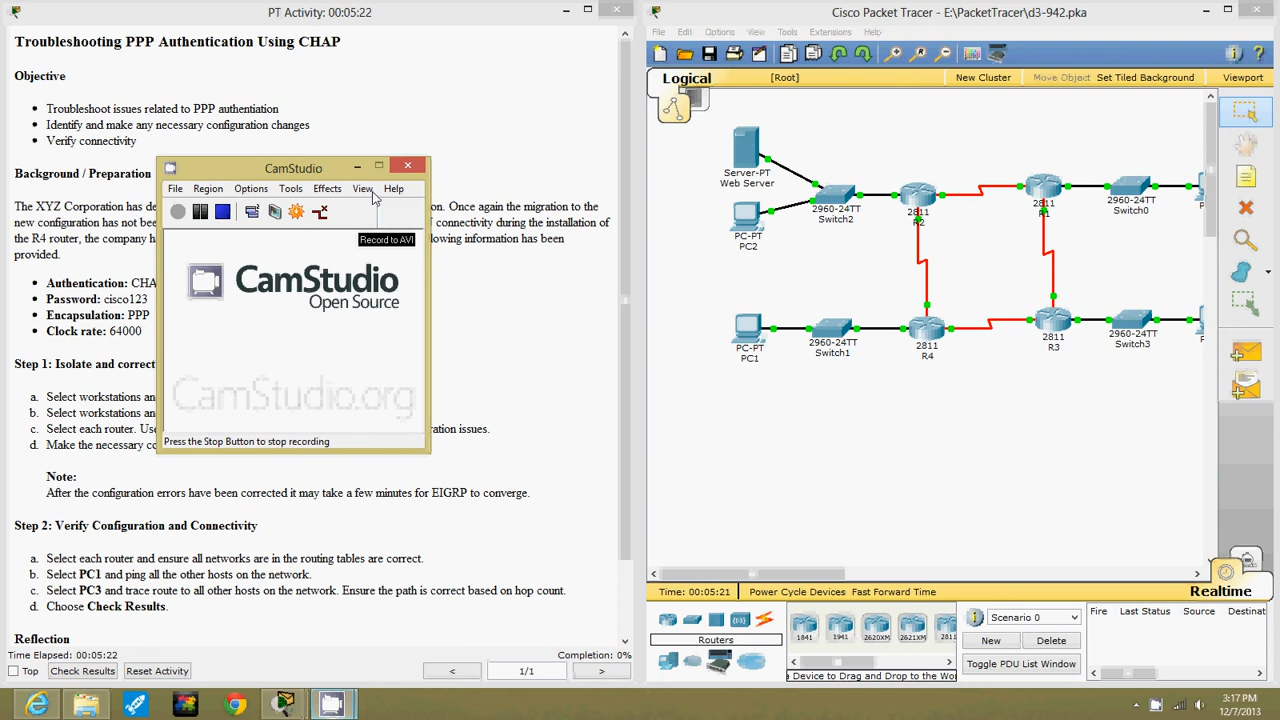 PT Activity: 00:05:22
Troubleshooting PPP Authentication Using CHAP
Objective
Troubleshoot issues related to PPP authentication
Identify and make any necessary configuration changes
Verify connectivity
Background / Preparation
The XYZ Corporation has de
on. Once again the migration to the
new configuration has not be
f connectivity during the installation of
the R4 router, the company h
lowing information has been
provided.
Authentication: CHA
Password: cisco123
Encapsulation: PPP
Clock rate: 64000
Step 1: Isolate and correct
a. Select workstations an
b. Select workstations an
c. Select each router. Use
ration issues.
d. Make the necessary co
Note:
After the configuration errors have been corrected it may take a few minutes for EIGRP to converge.
Step 2: Verify Configuration and Connectivity
a. Select each router and ensure all networks are in the routing tables are correct.
b. Select PC1 and ping all the other hosts on the network.
c. Select PC3 and trace route to all other hosts on the network. Ensure the path is correct based on hop count.
d. Choose Check Results.
Reflection
Time Elapsed: 00:05:22
Completion: 0%
Top
Check Results
Reset Activity
<
1/1
>
CamStudio
File Region Options Tools Effects View Help
Record to AVI
CamStudio
Open Source
CamStudio.org
Press the Stop Button to stop recording
Cisco Packet Tracer - E:\PacketTracer\d3-942.pka
File Edit Options View Tools Extensions Help
Logical
[Root]
New Cluster
Move Object
Set Tiled Background
Viewport
Server-PT
Web Server
PC-PT
PC2
2960-24TT
Switch2
2811
R2
2811
R1
2960-24TT
Switch0
P
PC-PT
PC1
2960-24TT
Switch1
2811
R4
2811
R3
2960-24TT
Switch3
P
Time: 00:05:21
Power Cycle Devices Fast Forward Time
Realtime
Routers
1841
1941
2620XM
2621XM
2811
Device to Drag and Drop to the Wo
Scenario 0
New
Delete
Toggle PDU List Window
Fire
Last Status
Source
Destinat
3:17 PM
12/7/2013